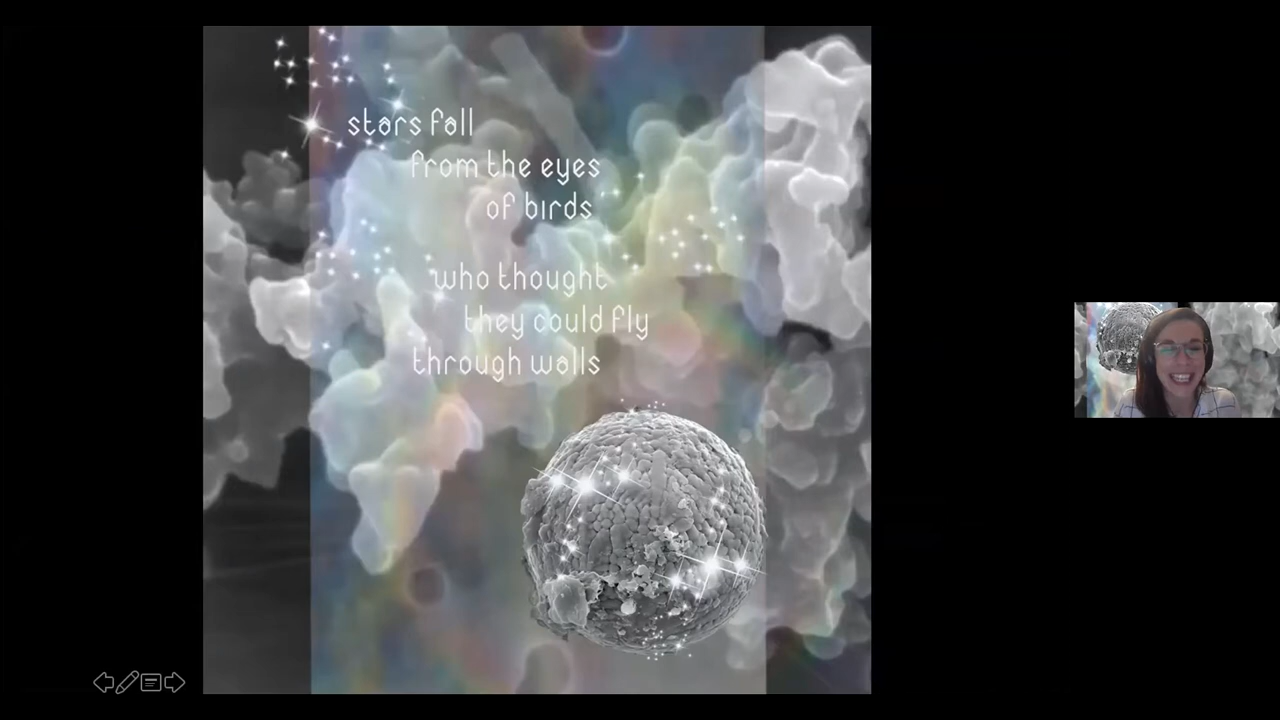 stars fall
from the eyes
of birds
who thought
they could fly
through walls